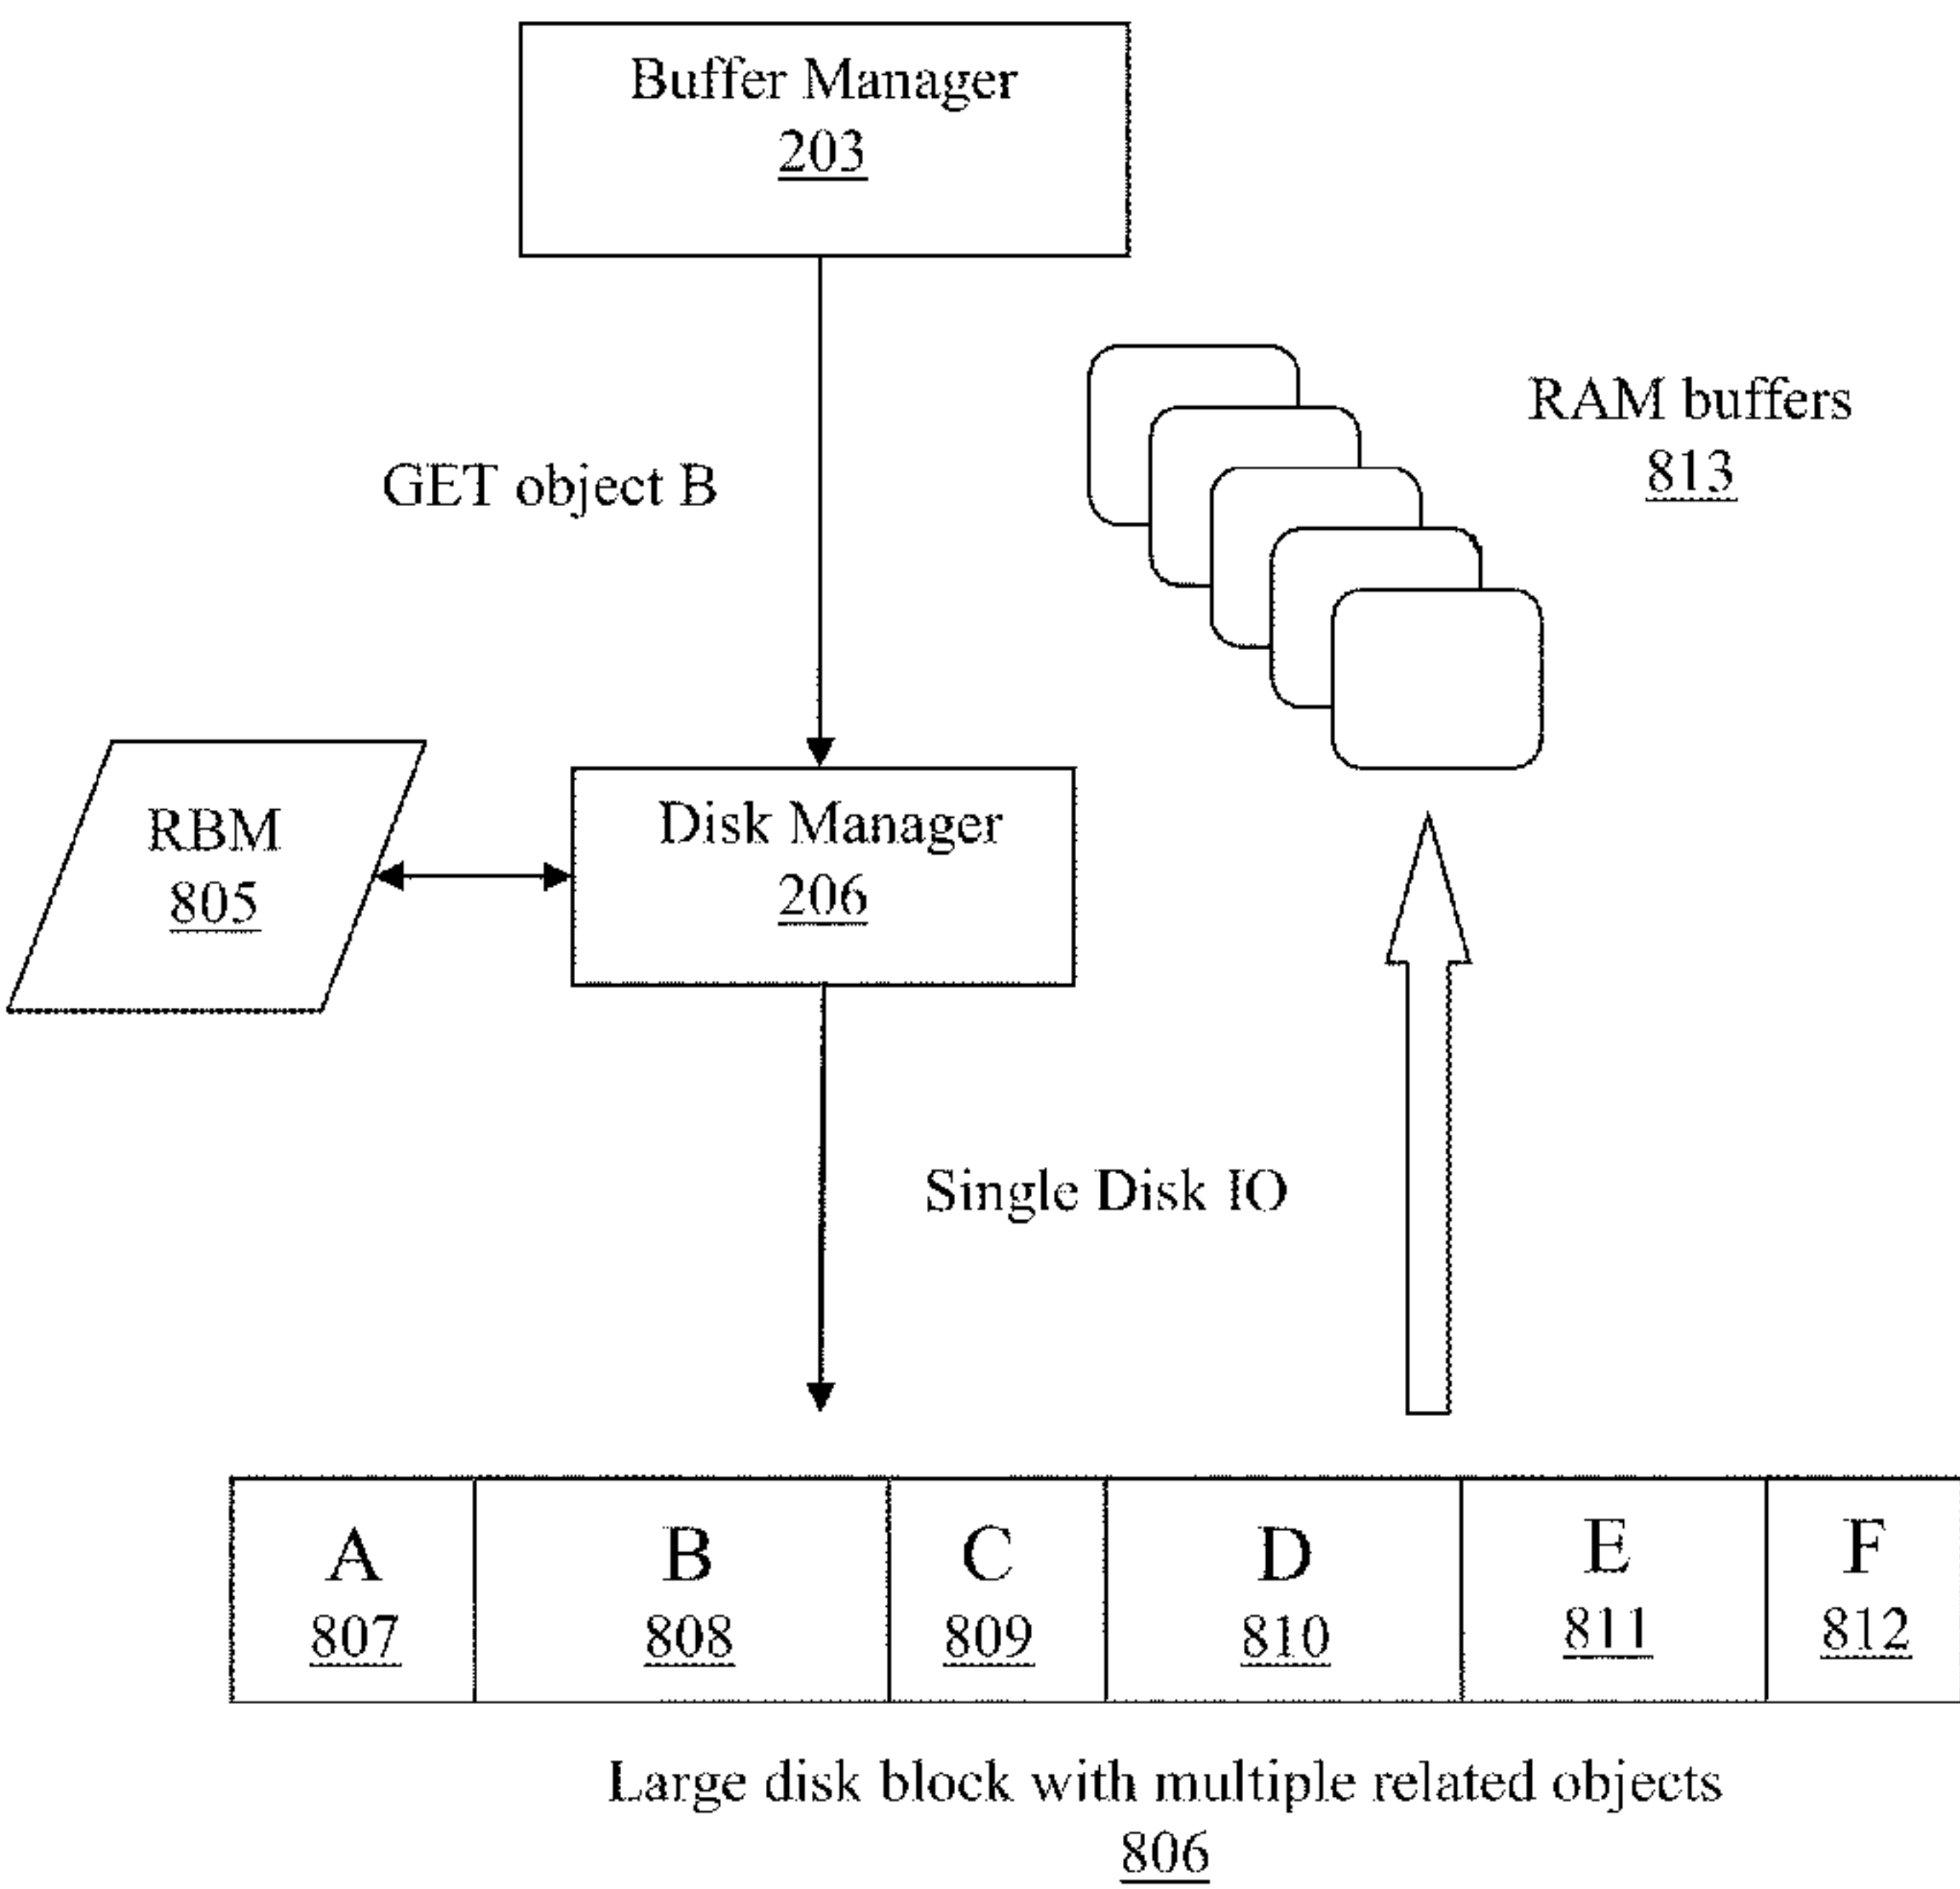 Buffer Manager
203
RAM buffers
813
GET object B
RBM
805
Disk Manager
206
Single Disk IO
A
807
B
808
C
809
D
810
E
811
F
812
Large disk block with multiple related objects
806